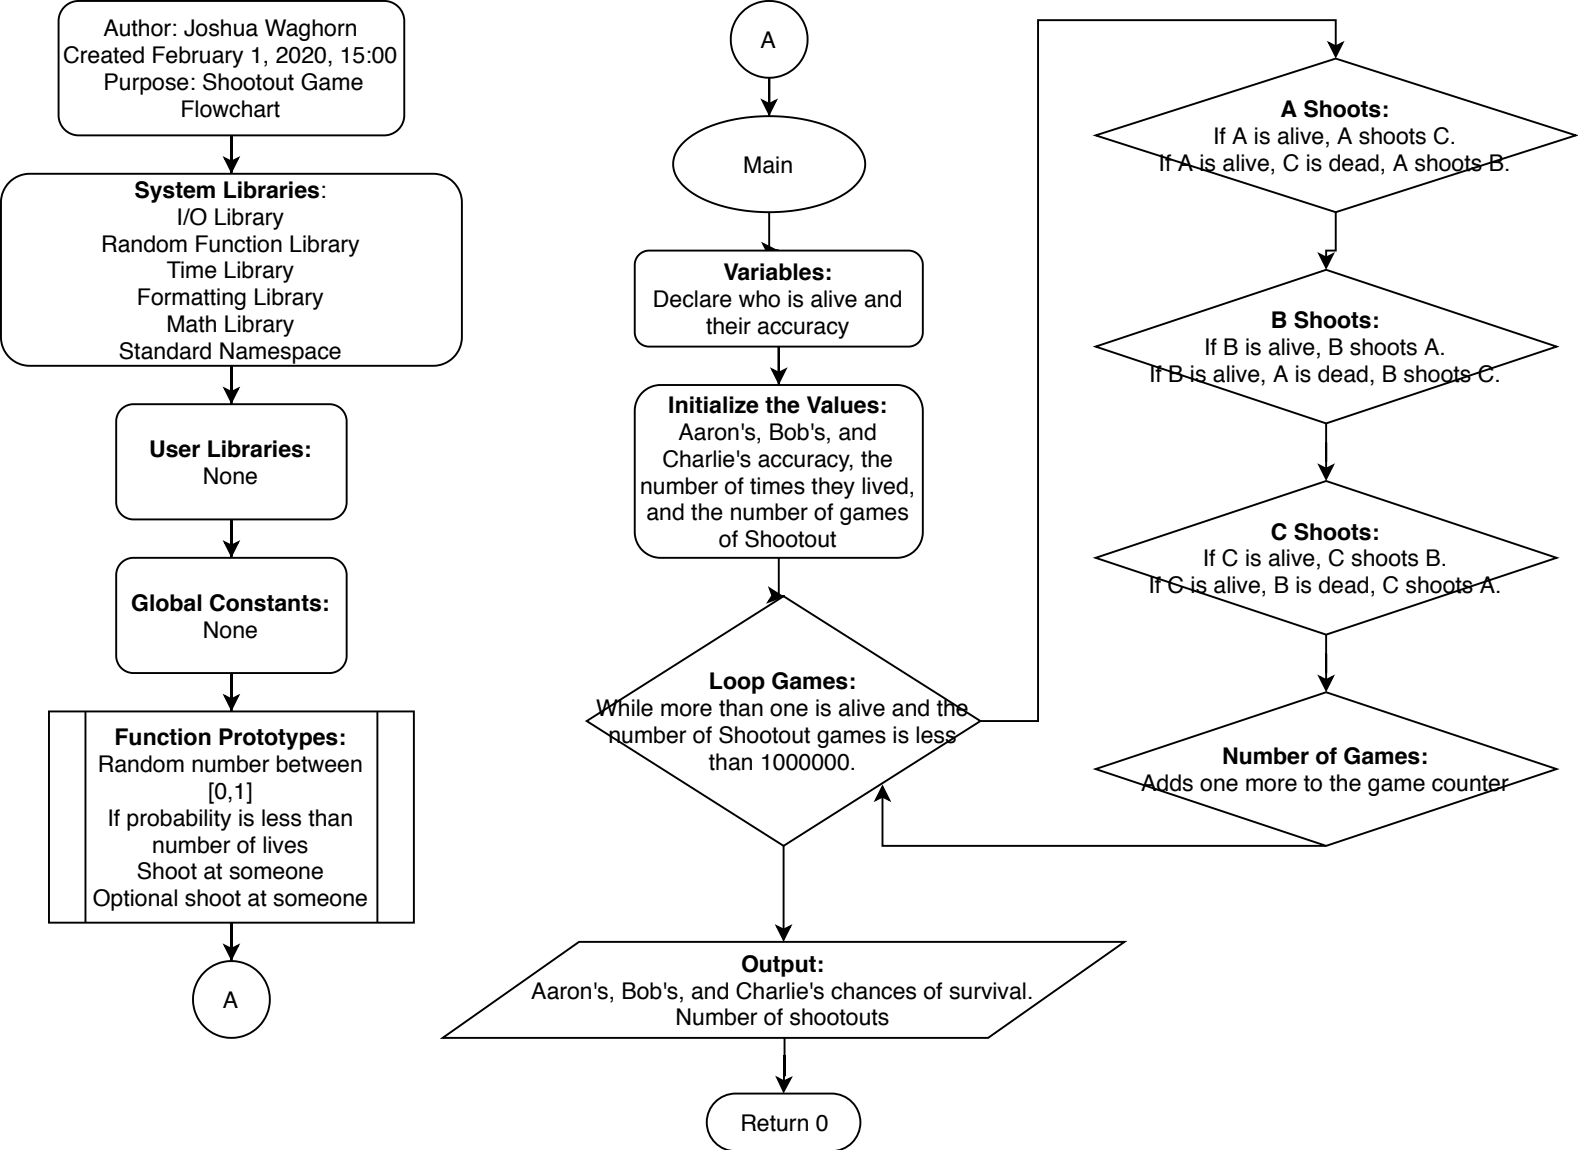 Author: Joshua Waghorn
Created February 1, 2020, 15:00
Purpose: Shootout Game
Flowchart
System Libraries:
I/O Library
Random Function Library
Time Library
Formatting Library
Math Library
Standard Namespace
User Libraries:
None
Global Constants:
None
Function Prototypes:
Random number between
[0,1]
If probability is less than
number of lives
Shoot at someone
Optional shoot at someone
A
A
Main
Variables:
Declare who is alive and
their accuracy
Initialize the Values:
Aaron's, Bob's, and
Charlie's accuracy, the
number of times they lived,
and the number of games
of Shootout
Loop Games:
While more than one is alive and the
number of Shootout games is less
than 1000000.
A Shoots:
If A is alive, A shoots C.
If A is alive, C is dead, A shoots B.
B Shoots:
If B is alive, B shoots A.
If B is alive, A is dead, B shoots C.
C Shoots:
If C is alive, C shoots B.
If C is alive, B is dead, C shoots A.
Number of Games:
Adds one more to the game counter
Output:
Aaron's, Bob's, and Charlie's chances of survival.
Number of shootouts
Return 0